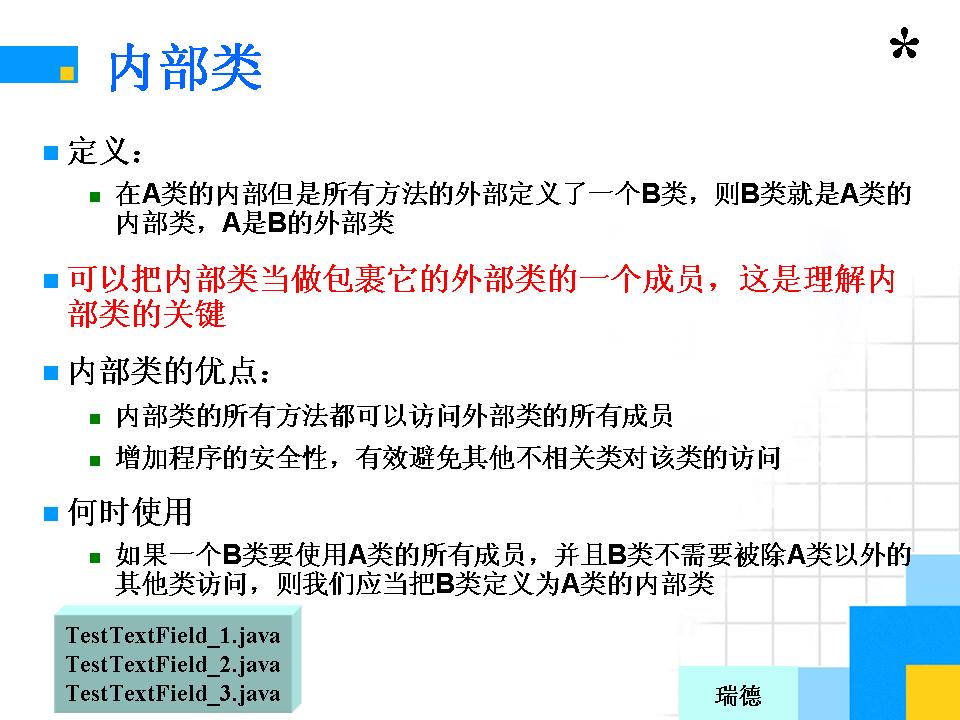 内部类
*
定义：
在A类的内部但是所有方法的外部定义了一个B类，则B类就是A类的
内部类，A是B的外部类
可以把内部类当做包裹它的外部类的一个成员，这是理解内
部类的关键
内部类的优点：
内部类的所有方法都可以访问外部类的所有成员
增加程序的安全性，有效避免其他不相关类对该类的访问
何时使用
如果一个B类要使用A类的所有成员，并且B类不需要被除A类以外的
其他类访问，则我们应当把B类定义为A类的内部类
TestTextField_1.java
TestTextField_2.java
TestTextField_3.java
瑞德